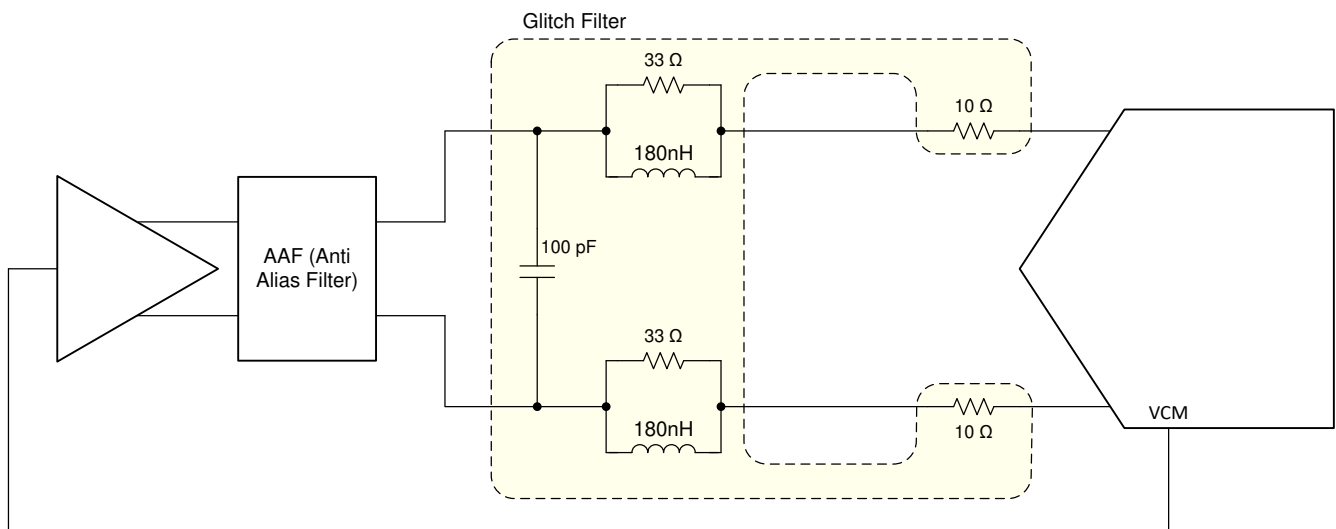 Glitch Filter
33 Ω
10 Ω
180nH
AAF (Anti
Alias Filter)
100 pF
33 Ω
180nH
10 Ω
VCM